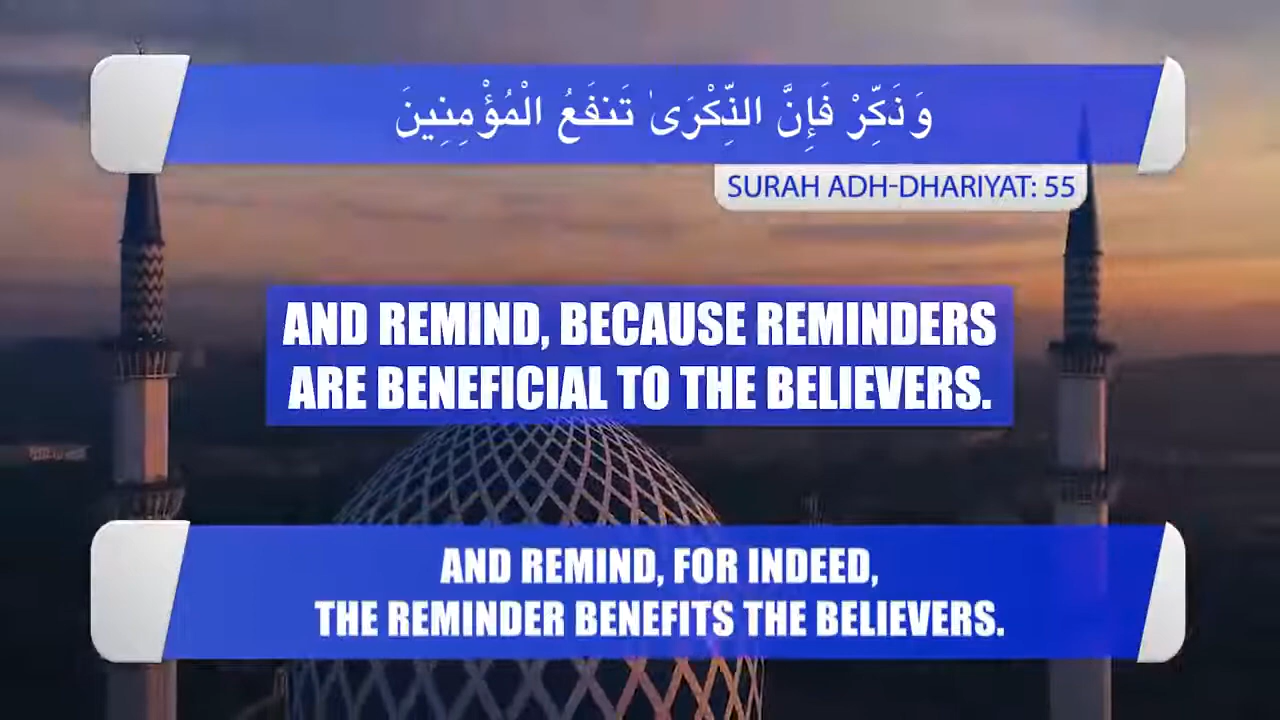 وَذَكِّرْ فَإِنَّ الذِّكْرَىٰ تَنفَعُ الْمُؤْمِنِينَ
SURAH ADH-DHARIYAT: 55
AND REMIND, BECAUSE REMINDERS
ARE BENEFICIAL TO THE BELIEVERS.
AND REMIND, FOR INDEED,
THE REMINDER BENEFITS THE BELIEVERS.